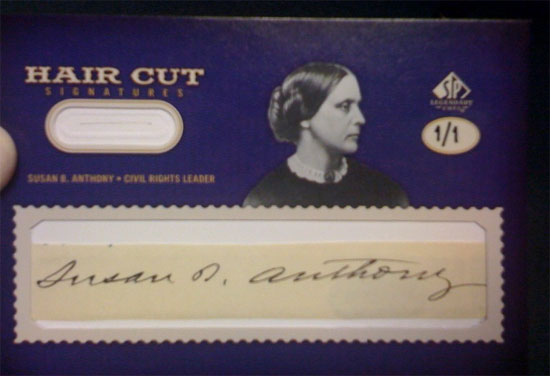 HAIR CUT
SIGNATURES
SP
LEGENDARY
CUTS
1/1
SUSAN B. ANTHONY • CIVIL RIGHTS LEADER
Susan B. Anthony